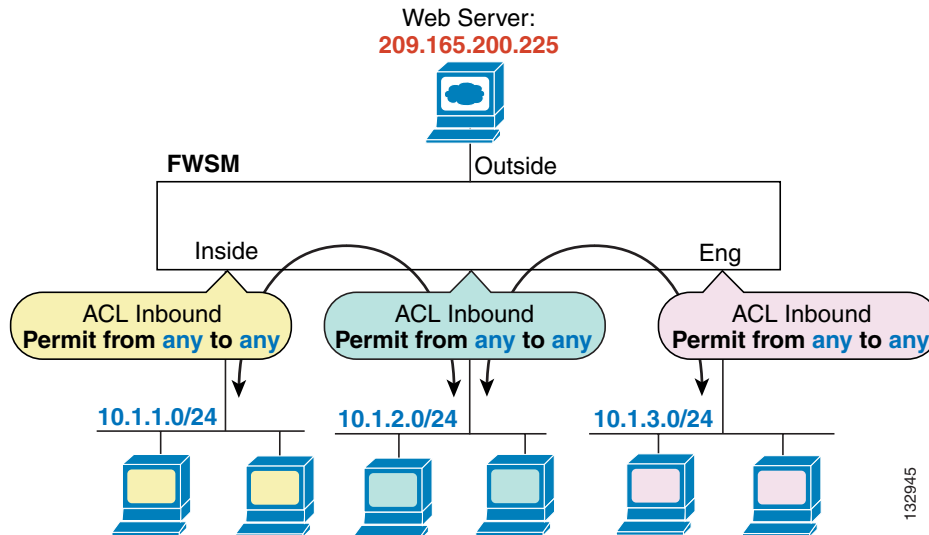 Web Server:
209.165.200.225
FWSM
Outside
Inside
Eng
ACL Inbound
Permit from any to any
ACL Inbound
Permit from any to any
ACL Inbound
Permit from any to any
10.1.1.0/24
10.1.2.0/24
10.1.3.0/24
132945